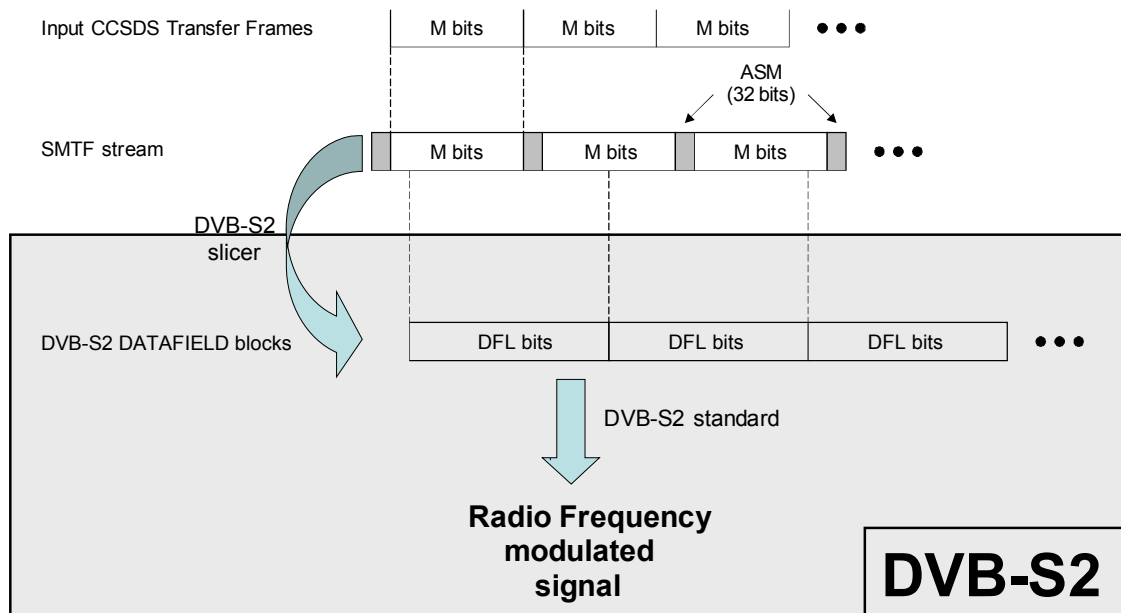 Input CCSDS Transfer Frames
M bits
M bits
M bits
ASM
(32 bits)
SMTF stream
M bits
M bits
M bits
DVB-S2
slicer
DVB-S2 DATAFIELD blocks
DFL bits
DFL bits
DFL bits
DVB-S2 standard
Radio Frequency
modulated
signal
DVB-S2